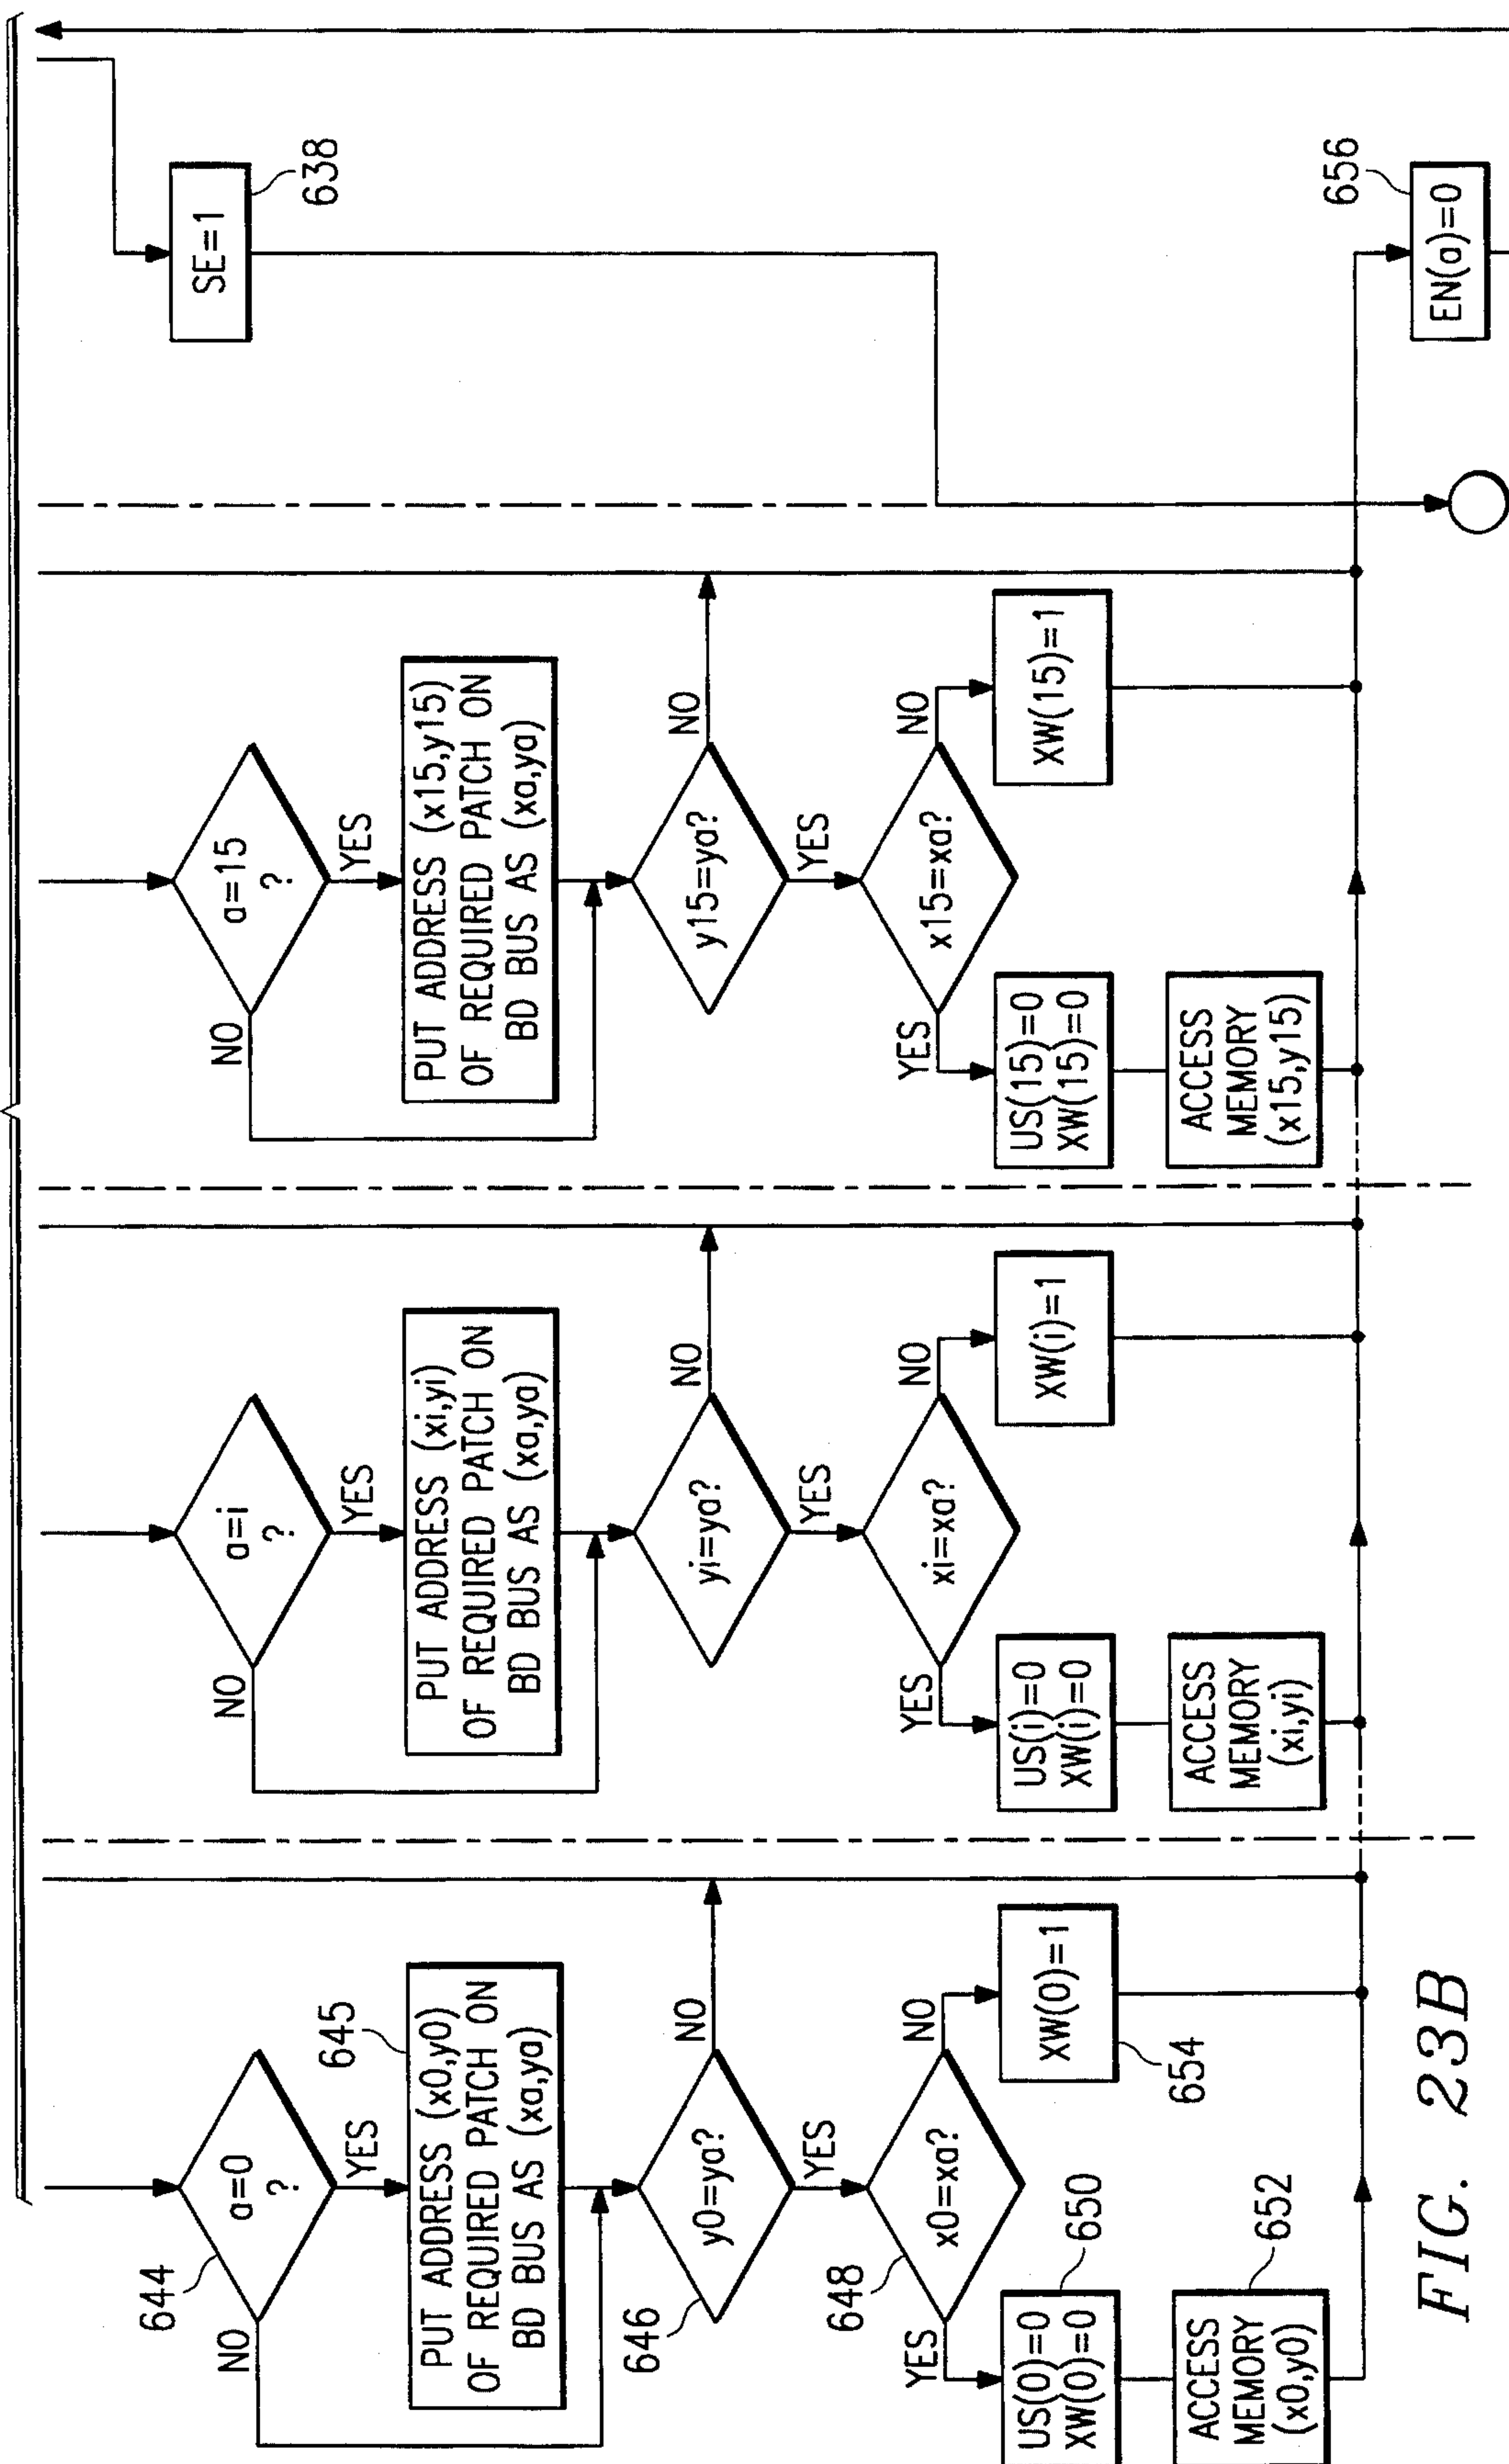 644
a=0
?
NO
YES
645
PUT ADDRESS (x0,y0)
OF REQUIRED PATCH ON
BD BUS AS (xa,ya)
646
y0=ya?
NO
YES
648
x0=xa?
YES
NO
US(0)=0
XW(0)=0
650
XW(0)=1
654
ACCESS
MEMORY
(x0,y0)
652
a=i
?
NO
YES
PUT ADDRESS (xi,yi)
OF REQUIRED PATCH ON
BD BUS AS (xa,ya)
yi=ya?
NO
YES
xi=xa?
YES
NO
US(i)=0
XW(i)=0
XW(i)=1
ACCESS
MEMORY
(xi,yi)
a=15
?
NO
YES
PUT ADDRESS (x15,y15)
OF REQUIRED PATCH ON
BD BUS AS (xa,ya)
y15=ya?
NO
YES
x15=xa?
YES
NO
US(15)=0
XW(15)=0
XW(15)=1
ACCESS
MEMORY
(x15,y15)
SE=1
638
656
EN(a)=0
FIG. 23B